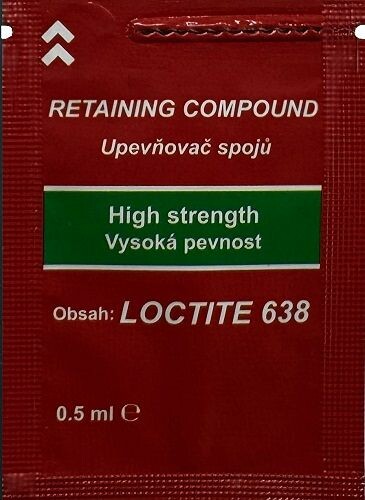 RETAINING COMPOUND
Upevňovač spojů
High strength
Vysoká pevnost
Obsah: LOCTITE 638
0.5 ml ℮